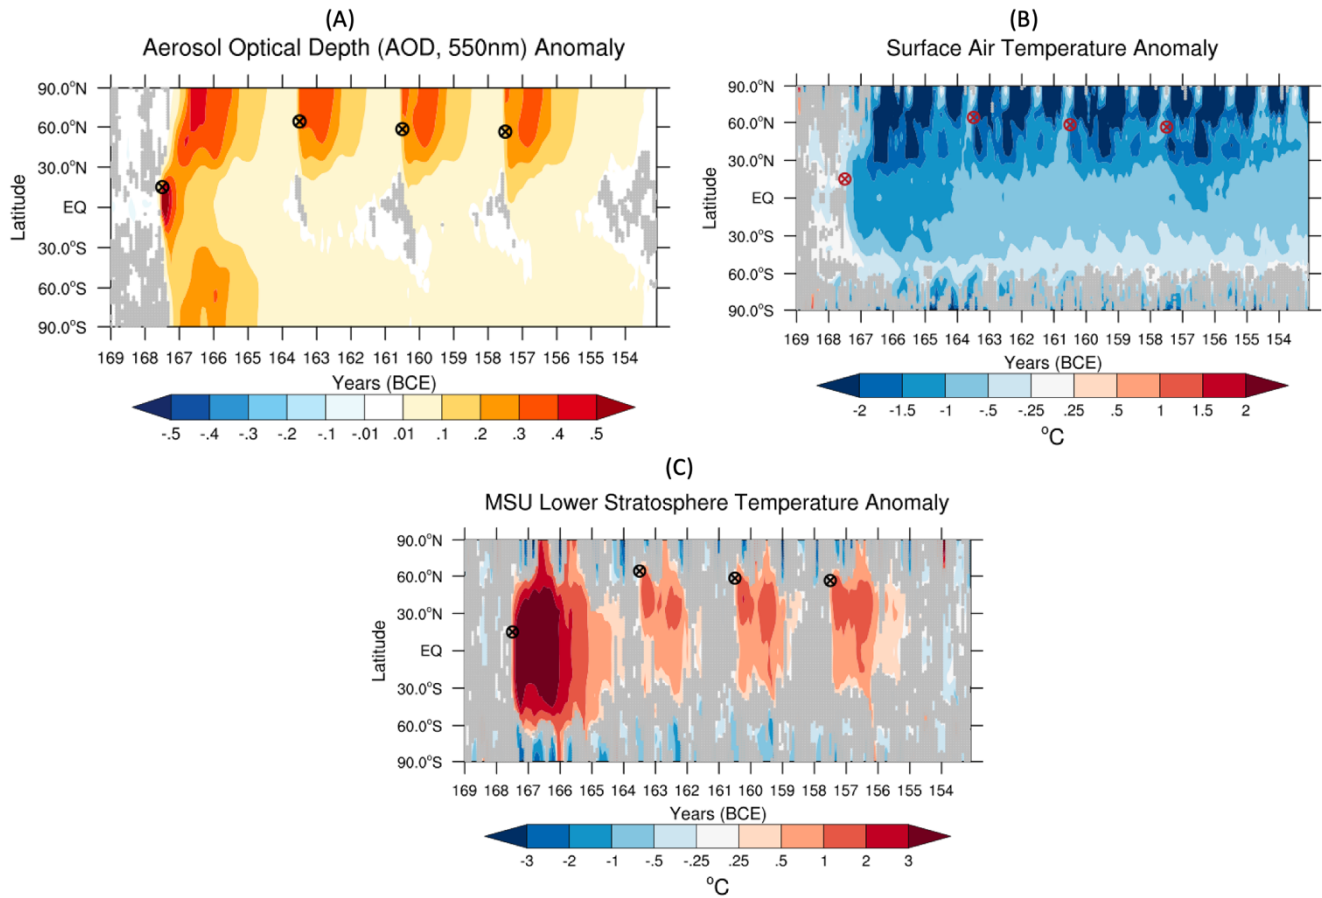 (A)
Aerosol Optical Depth (AOD, 550nm) Anomaly
90.0°N
60.0°N
30.0°N
EQ
30.0°S
60.0°S
90.0°S
Latitude
169 168 167 166 165 164 163 162 161 160 159 158 157 156 155 154
Years (BCE)
-.5 -.4 -.3 -.2 -.1 -.01 .01 .1 .2 .3 .4 .5
(B)
Surface Air Temperature Anomaly
90.0°N
60.0°N
30.0°N
EQ
30.0°S
60.0°S
90.0°S
Latitude
169 168 167 166 165 164 163 162 161 160 159 158 157 156 155 154
Years (BCE)
-2 -1.5 -1 -.5 -.25 .25 .5 1 1.5 2
°C
(C)
MSU Lower Stratosphere Temperature Anomaly
90.0°N
60.0°N
30.0°N
EQ
30.0°S
60.0°S
90.0°S
Latitude
169 168 167 166 165 164 163 162 161 160 159 158 157 156 155 154
Years (BCE)
-3 -2 -1 -.5 -.25 .25 .5 1 2 3
°C